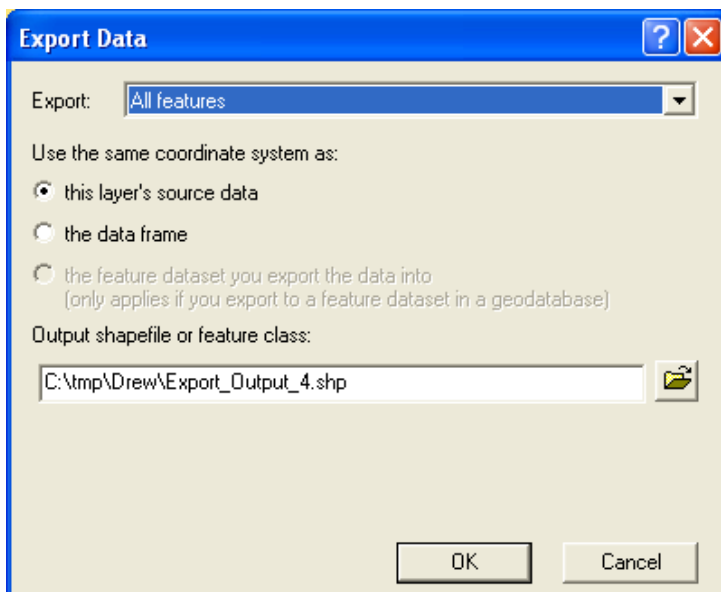 Export Data
Export: All features
Use the same coordinate system as:
this layer's source data
the data frame
the feature dataset you export the data into
(only applies if you export to a feature dataset in a geodatabase)
Output shapefile or feature class:
C:\tmp\Drew\Export_Output_4.shp
OK Cancel